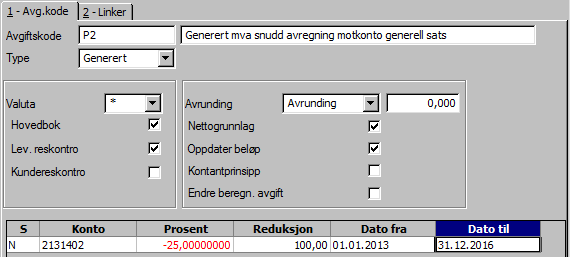 1 - Avg.kode 2 - Linker
Avgiftskode P2 Generert mva snudd avregning motkonto generell sats
Type Generert
Valuta * Avrunding Avrunding 0,000
Hovedbok Nettogrunnlag
Lev. reskontro Oppdater beløp
Kundereskontro Kontantprinsipp
Endre beregn. avgift
S Konto Prosent Reduksjon Dato fra Dato til
N 2131402 -25,00000000 100,00 01.01.2013 31.12.2016